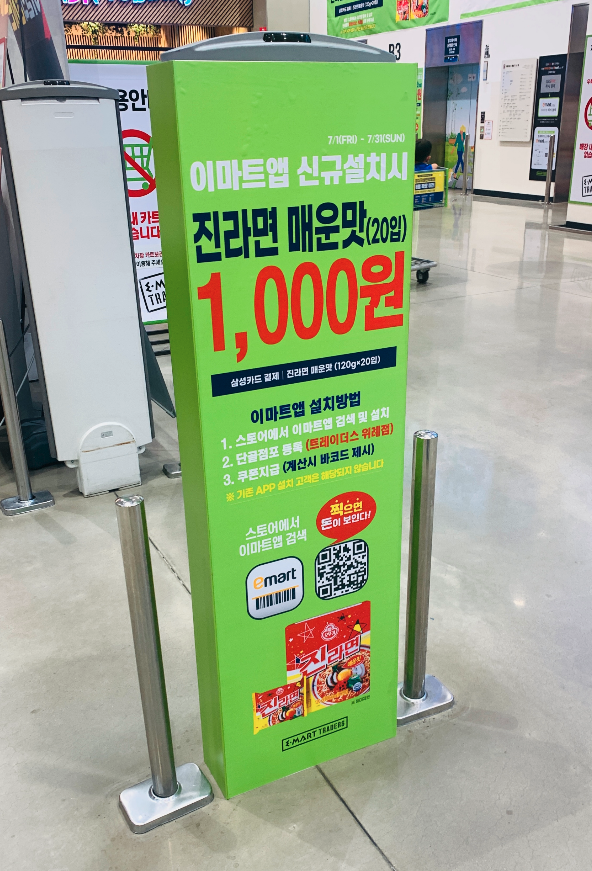 7/1(FRI) - 7/31(SUN)
이마트앱 신규설치시
진라면 매운맛(20입)
1,000원
삼성카드 결제 | 진라면 매운맛 (120g×20입)
이마트앱 설치방법
1. 스토어에서 이마트앱 검색 및 설치
2. 단골점포 등록 (트레이더스 위례점)
3. 쿠폰지급 (계산시 바코드 제시)
※ 기존 APP 설치 고객은 해당되지 않습니다
찍으면
돈이 보인다!
스토어에서
이마트앱 검색
emart
진라면
진라면
E-MART TRADERS
B3